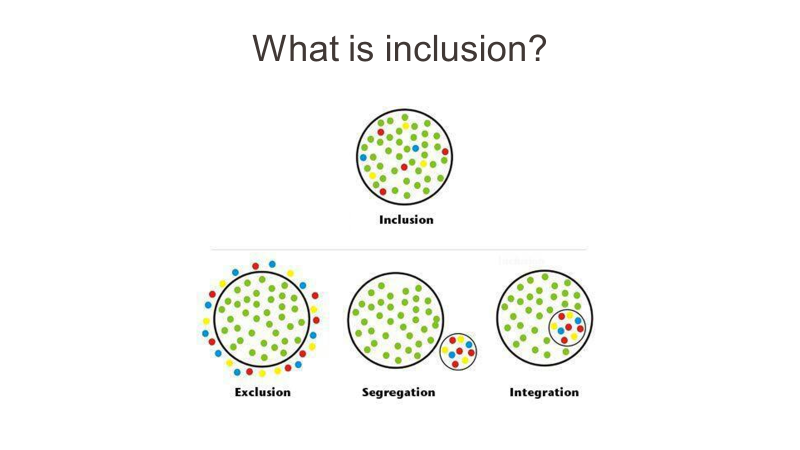 What is inclusion?
Inclusion
Exclusion
Segregation
Integration